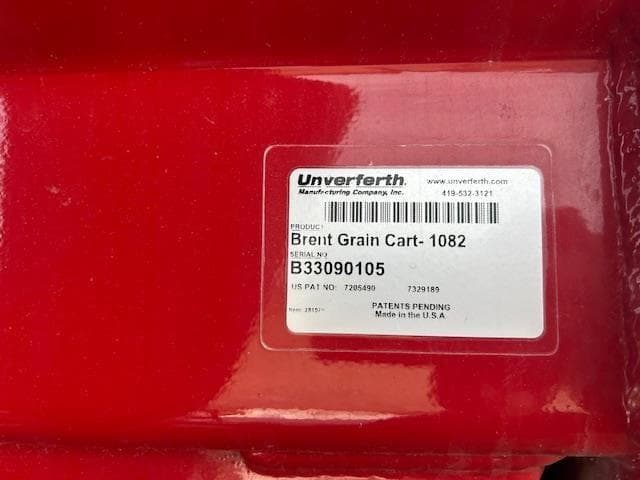 Unverferth
www.unverferth.com
Manufacturing Company, Inc.
419-532-3121
PRODUCT
Brent Grain Cart- 1082
SERIAL NO
B33090105
US PAT NO: 7205490 7329189
PATENTS PENDING
Made in the U.S.A